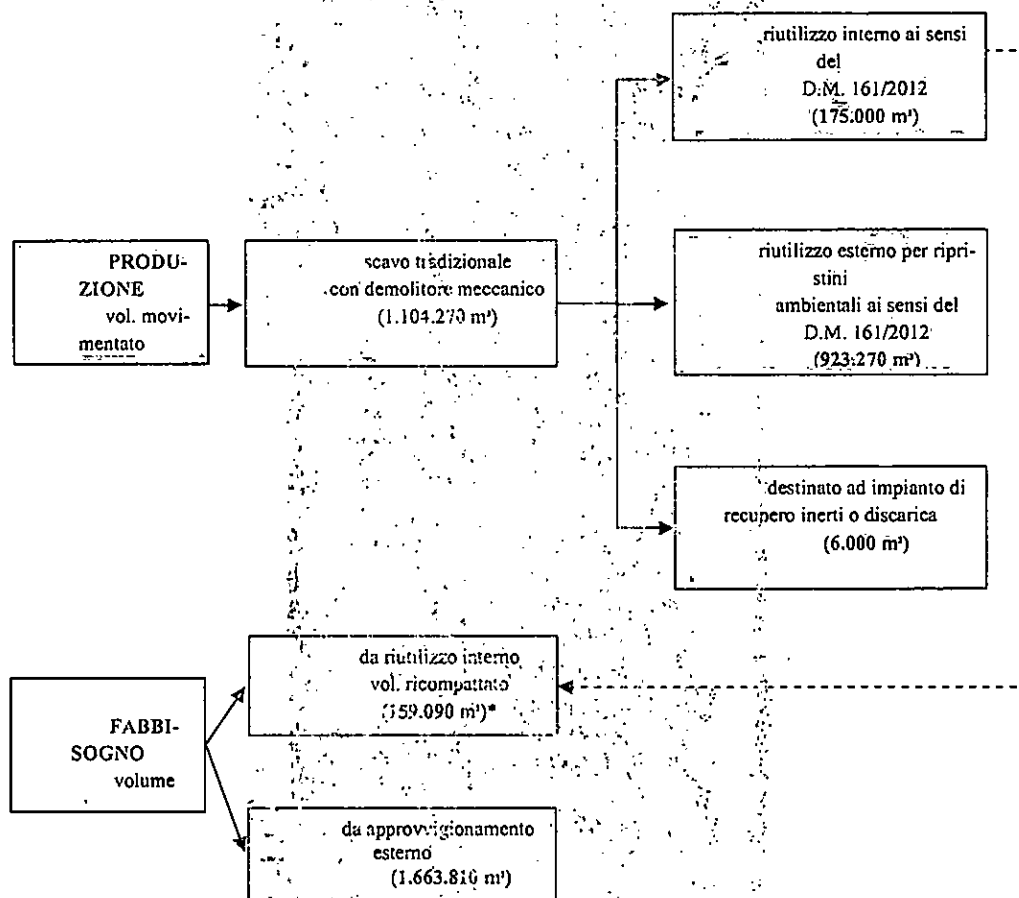 riutilizzo interno ai sensi
del
D.M. 161/2012
(175.000 m³)
PRODU-
ZIONE
vol. movi-
mentato
scavo tradizionale
con demolitore meccanico
(1.104.270 m³)
riutilizzo esterno per ripri-
stini
ambientali ai sensi del
D.M. 161/2012
(923.270 m³)
destinato ad impianto di
recupero inerti o discarica
(6.000 m³)
FABBI-
SOGNO
volume
da riutilizzo interno
vol. ricompattato
(159.090 m³)*
da approvvigionamento
esterno
(1.663.810 m³)